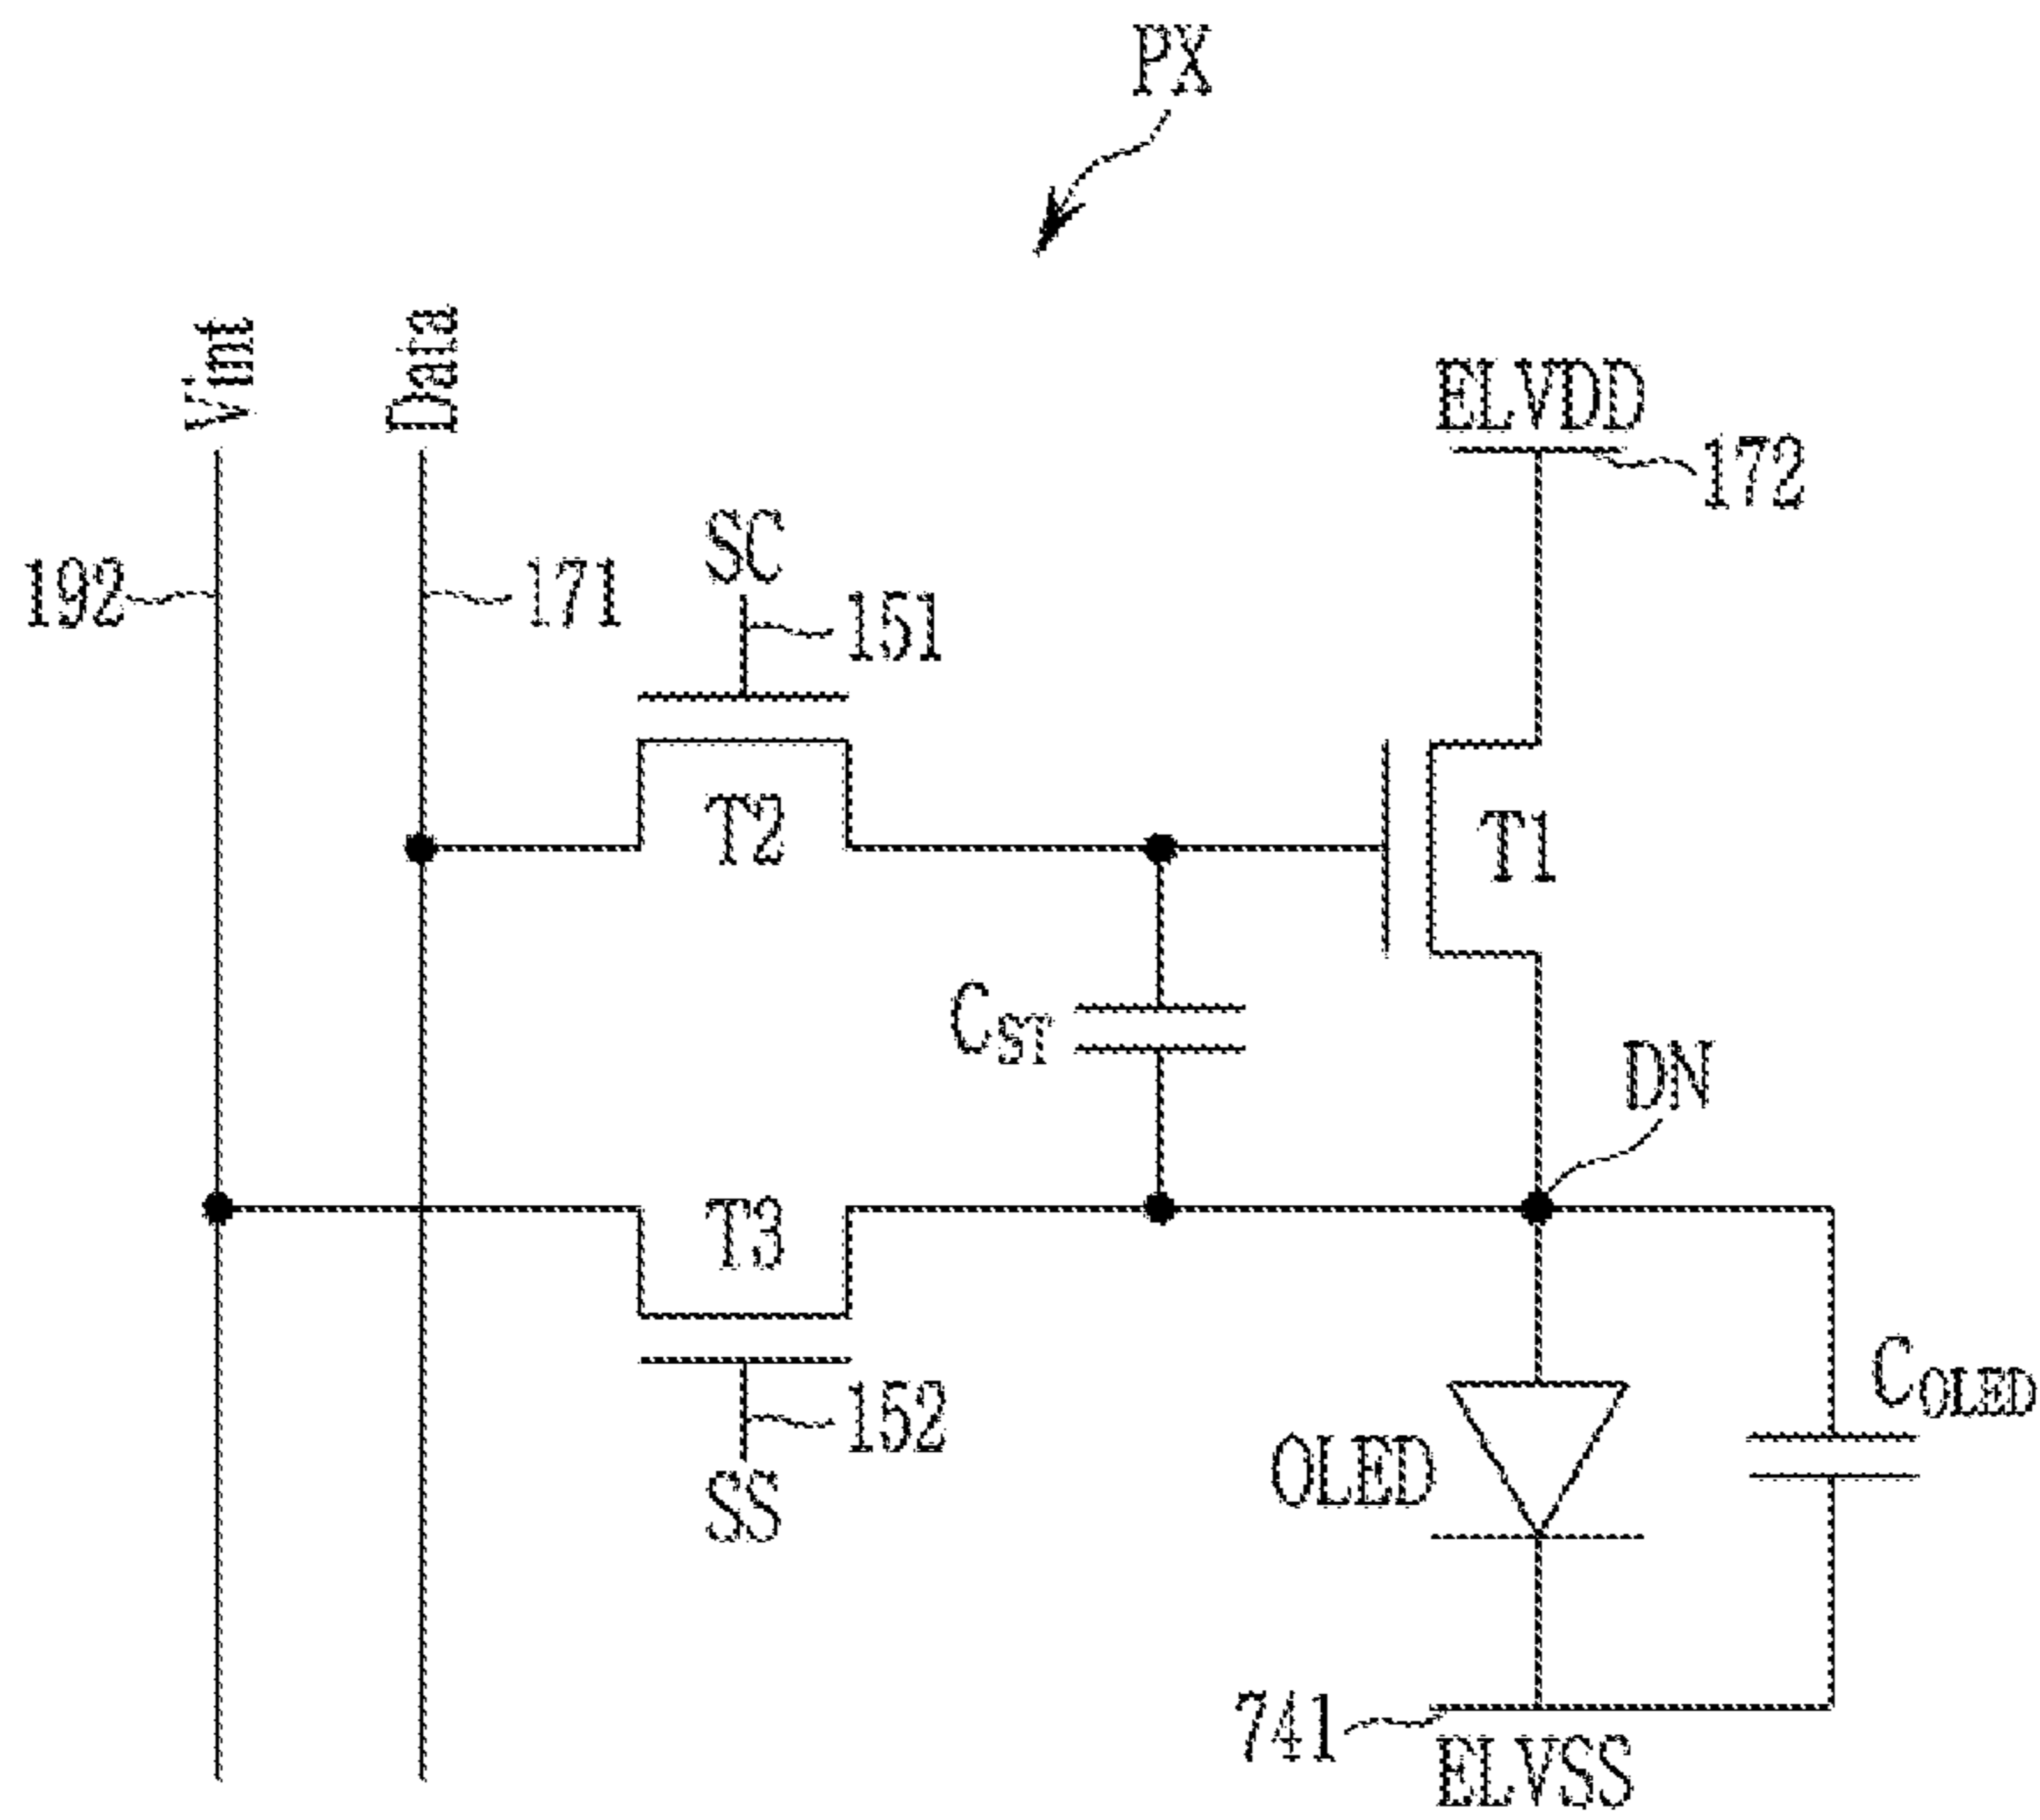 PX
Vint
Data
ELVDD
172
192
171
SC
151
T2
T1
CST
DN
T3
152
SS
OLED
COLED
741
ELVSS